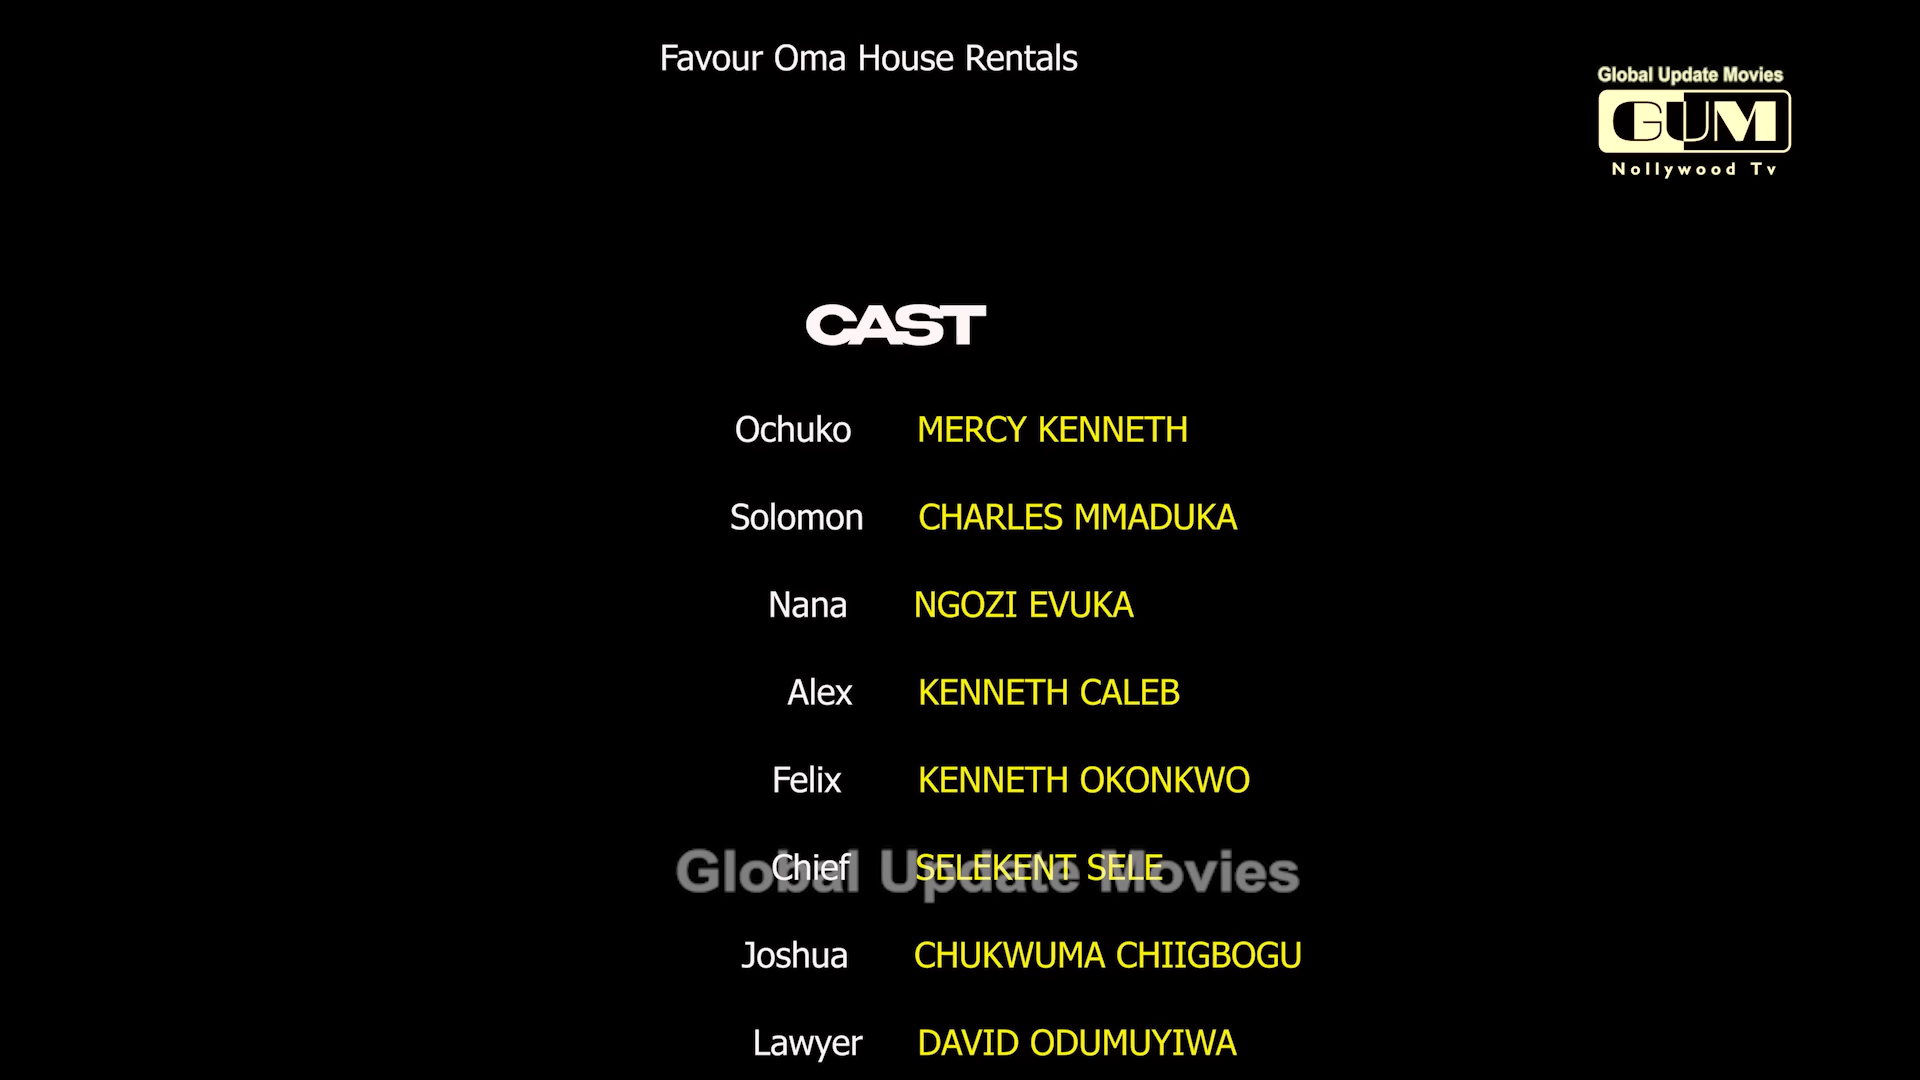 Favour Oma House Rentals
Global Update Movies
GUM
Nollywood Tv
CAST
Ochuko MERCY KENNETH
Solomon CHARLES MMADUKA
Nana NGOZI EVUKA
Alex KENNETH CALEB
Felix KENNETH OKONKWO
Chief SELEKENT SELE
Global Update Movies
Joshua CHUKWUMA CHIIGBOGU
Lawyer DAVID ODUMUYIWA